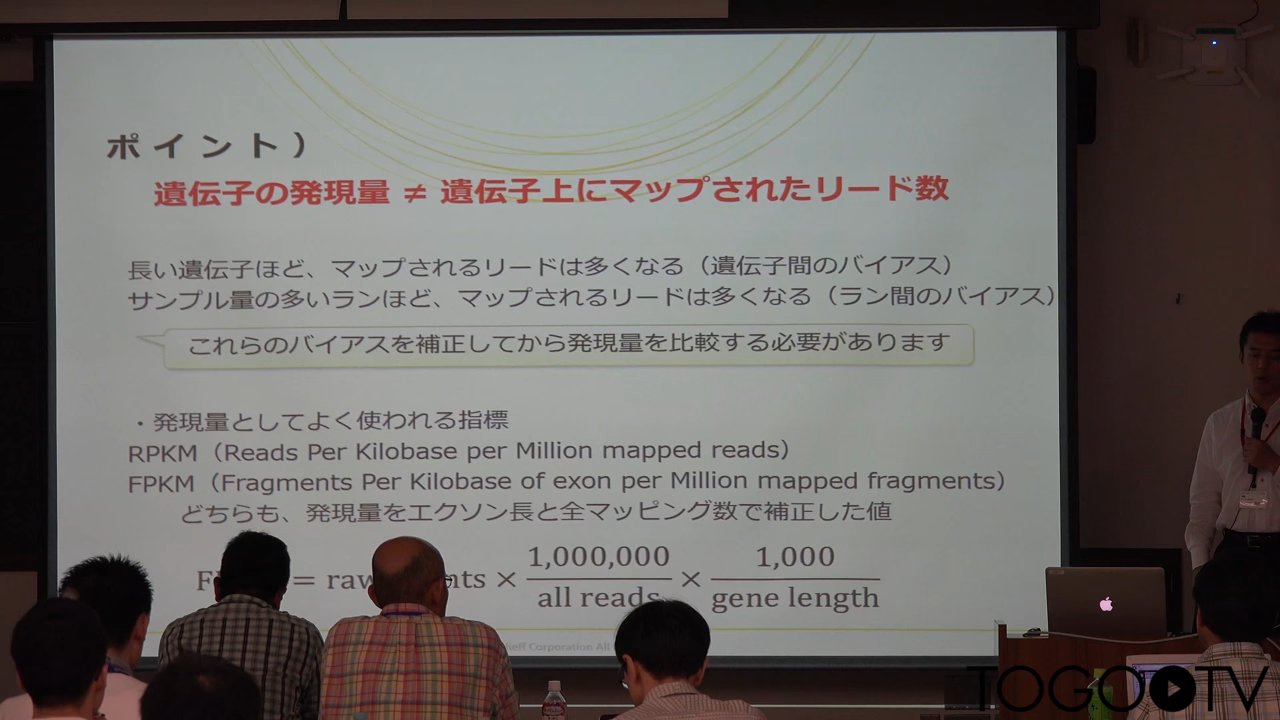 ポイント）
遺伝子の発現量 ≠ 遺伝子上にマップされたリード数
長い遺伝子ほど、マップされるリードは多くなる（遺伝子間のバイアス）
サンプル量の多いランほど、マップされるリードは多くなる（ラン間のバイアス）
これらのバイアスを補正してから発現量を比較する必要があります
・発現量としてよく使われる指標
RPKM（Reads Per Kilobase per Million mapped reads）
FPKM（Fragments Per Kilobase of exon per Million mapped fragments）
どちらも、発現量をエクソン長と全マッピング数で補正した値
= × 1,000,000 × 1,000
all reads gene length
Corporation All
TOGOTV